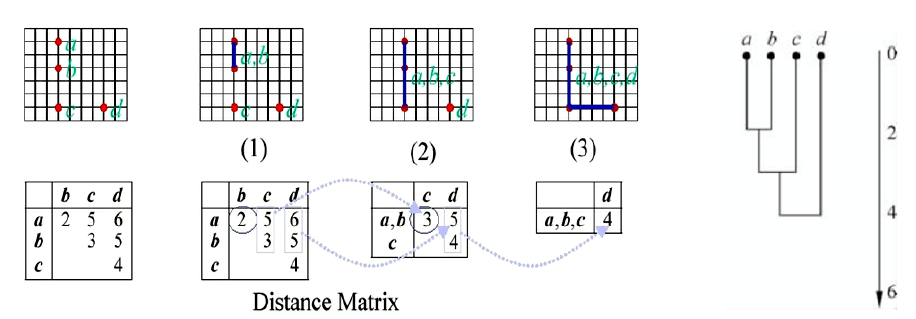 a
b
c d
a,b
c d
a,b,c
d
a,b,c,d
(1)
(2)
(3)
b c d
a 2 5 6
b 3 5
c 4
b c d
a 2 5 6
b 3 5
c 4
c d
a,b 3 5
c 4
d
a,b,c 4
Distance Matrix
a b c d
0
2
4
6